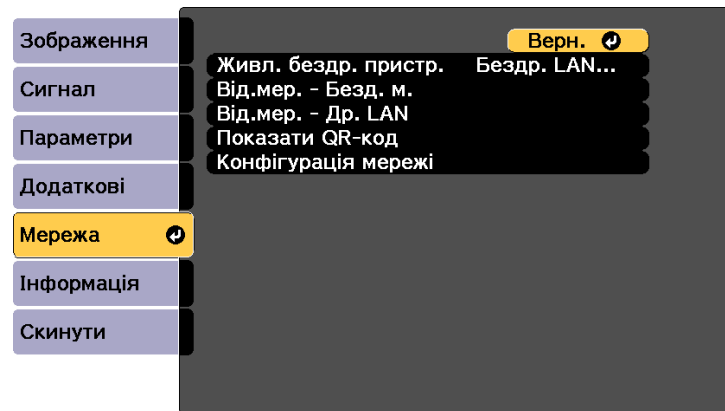 Зображення
Сигнал
Параметри
Додаткові
Мережа
Інформація
Скинути
Верн.
Живл. бездр. пристр. Бездр. LAN...
Від.мер. - Безд. м.
Від.мер. - Др. LAN
Показати QR-код
Конфігурація мережі